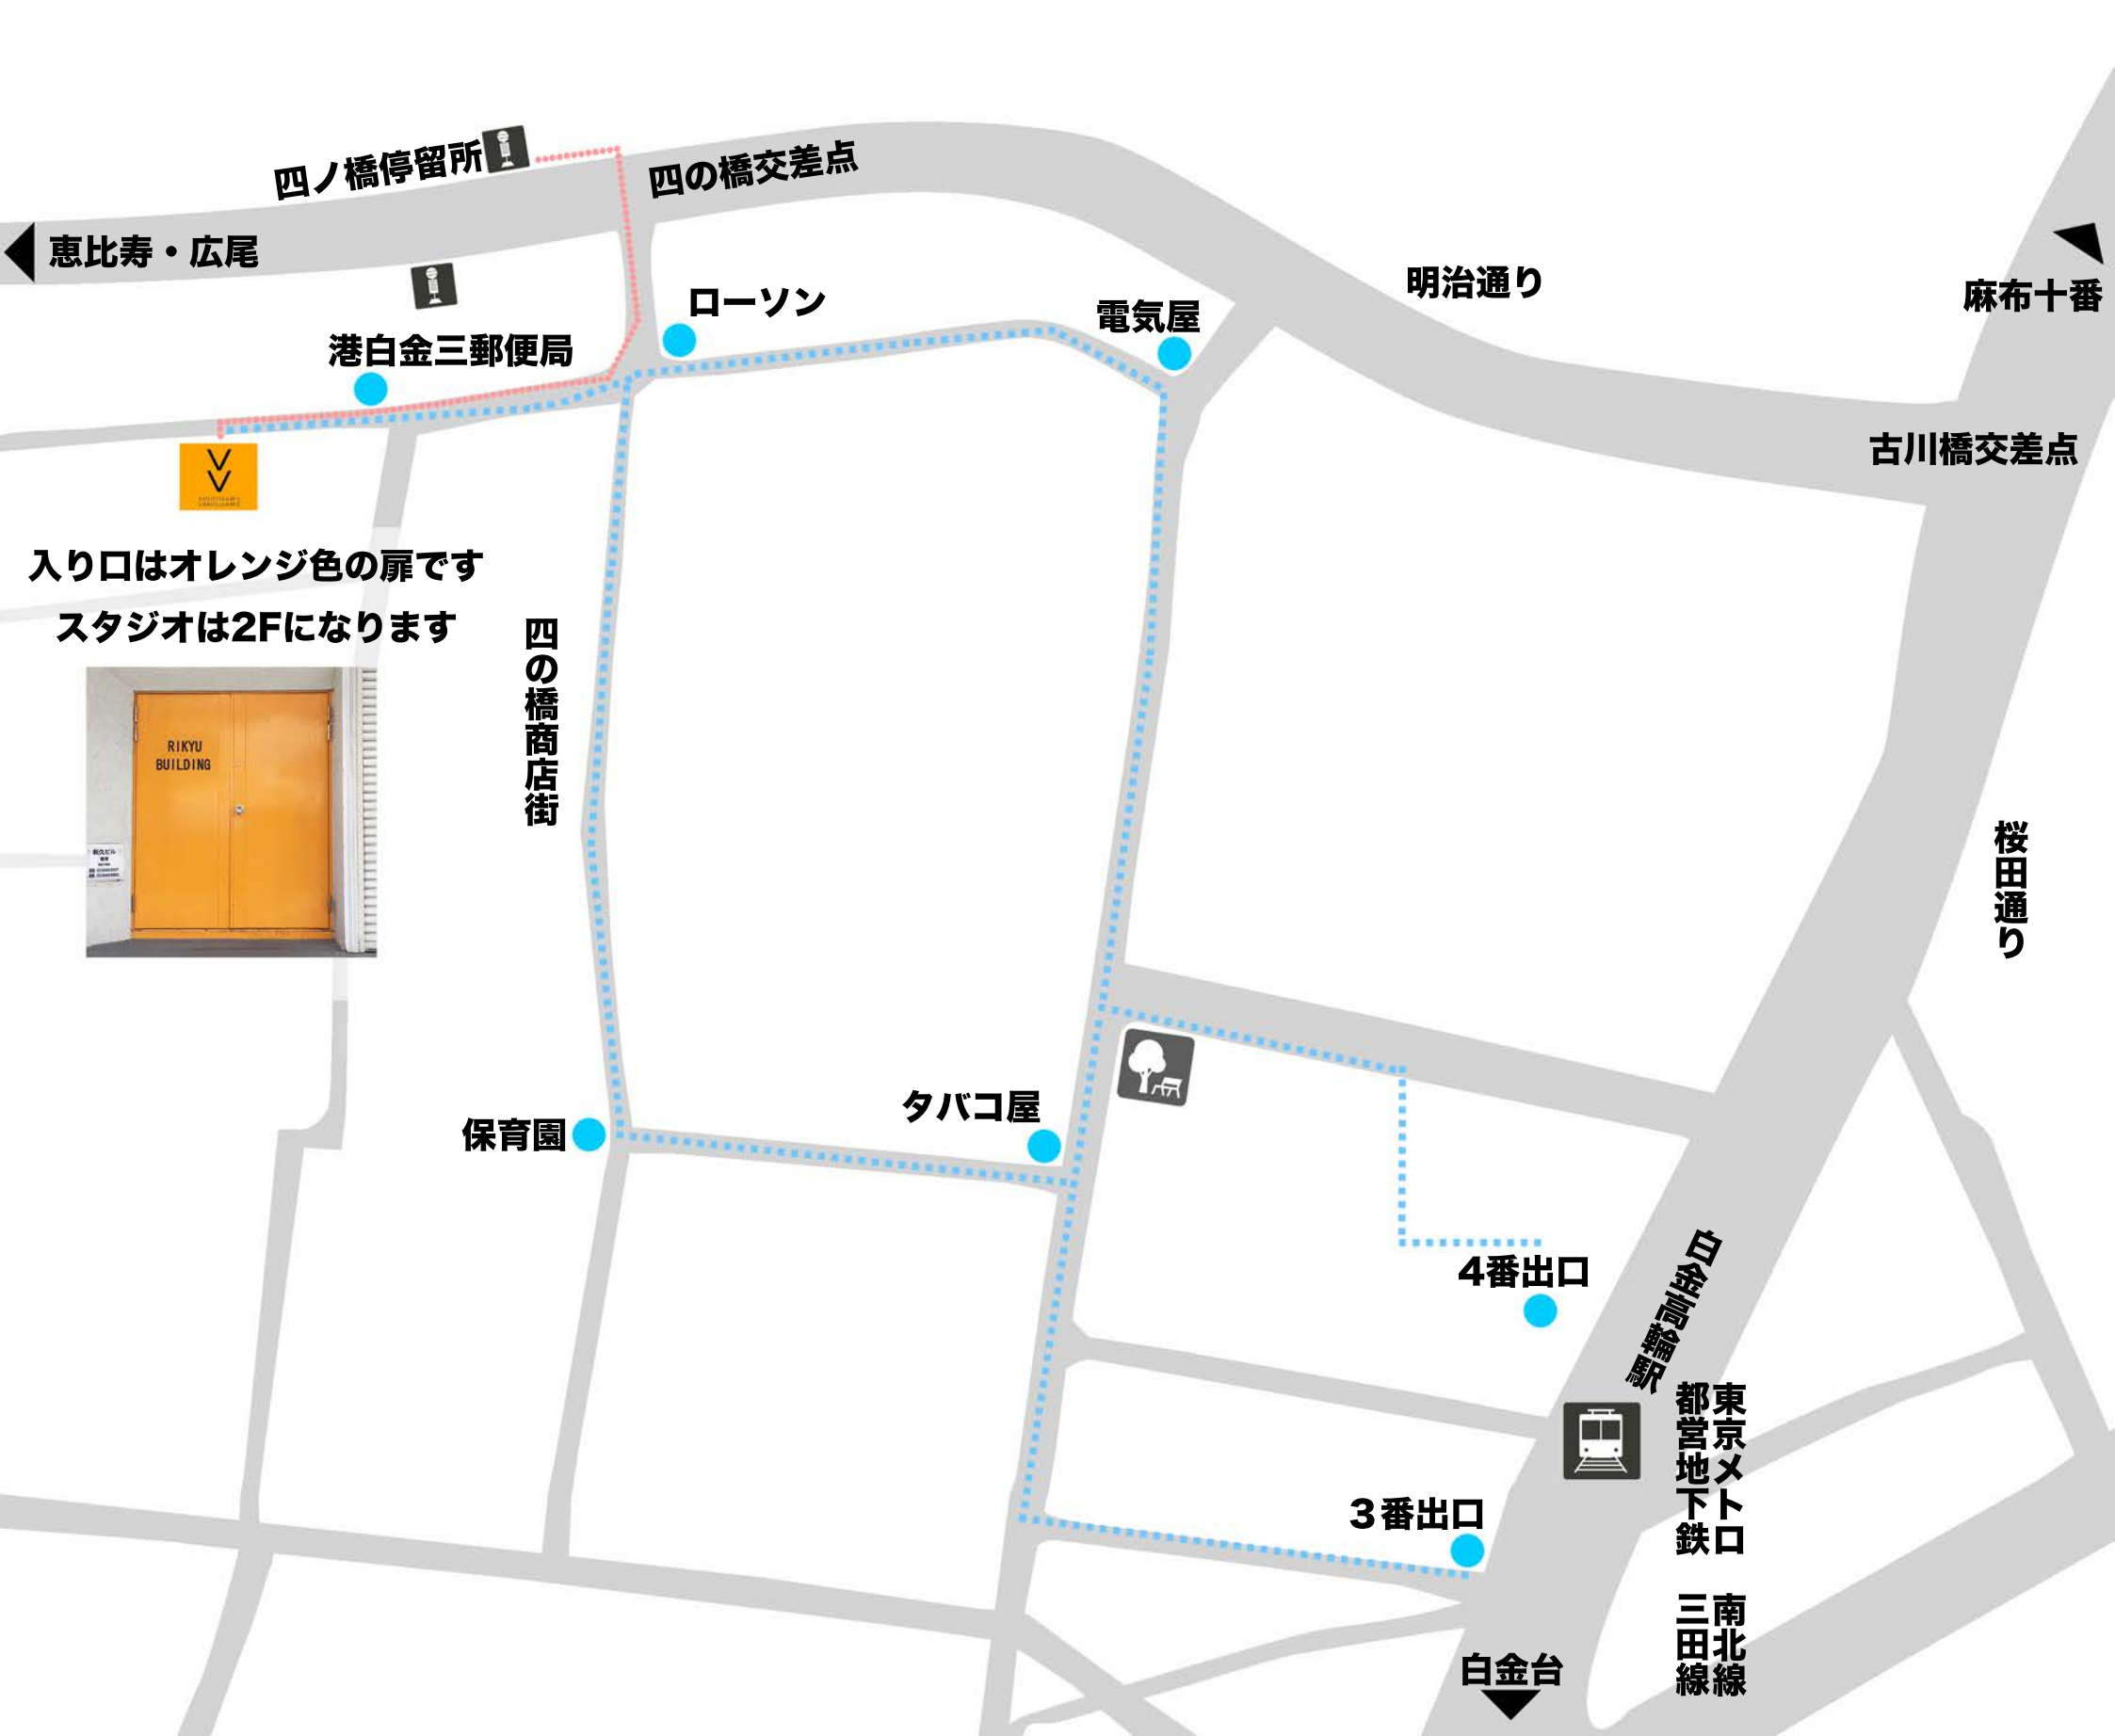 四ノ橋停留所
四の橋交差点
恵比寿・広尾
明治通り
麻布十番
ローソン
電気屋
港白金三郵便局
古川橋交差点
入り口はオレンジ色の扉です
スタジオは2Fになります
四の橋商店街
RIKYU
BUILDING
桜田通り
タバコ屋
保育園
4番出口
白金高輪駅
東京メトロ 南北線
都営地下鉄 三田線
3番出口
白金台